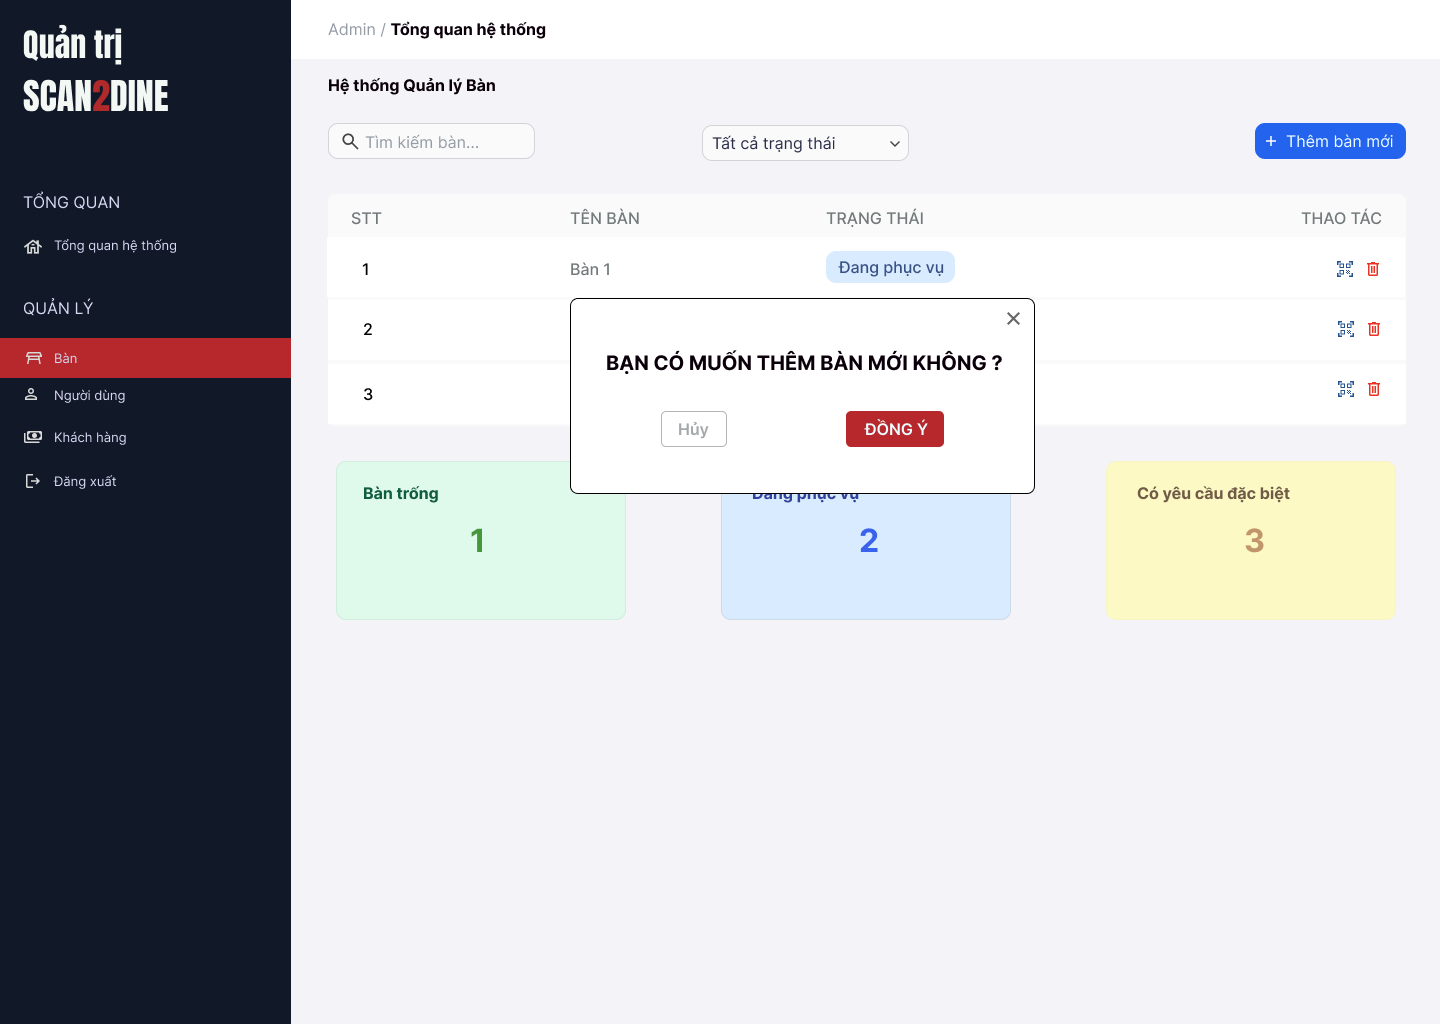 Quản trị
SCAN2DINE
TỔNG QUAN
Tổng quan hệ thống
QUẢN LÝ
Bàn
Người dùng
Khách hàng
Đăng xuất
Admin / Tổng quan hệ thống
Hệ thống Quản lý Bàn
Tìm kiếm bàn...
Tất cả trạng thái
+ Thêm bàn mới
STT TÊN BÀN TRẠNG THÁI THAO TÁC
1 Bàn 1 Đang phục vụ
2
3
BẠN CÓ MUỐN THÊM BÀN MỚI KHÔNG ?
Hủy ĐỒNG Ý
Bàn trống
1
Đang phục vụ
2
Có yêu cầu đặc biệt
3